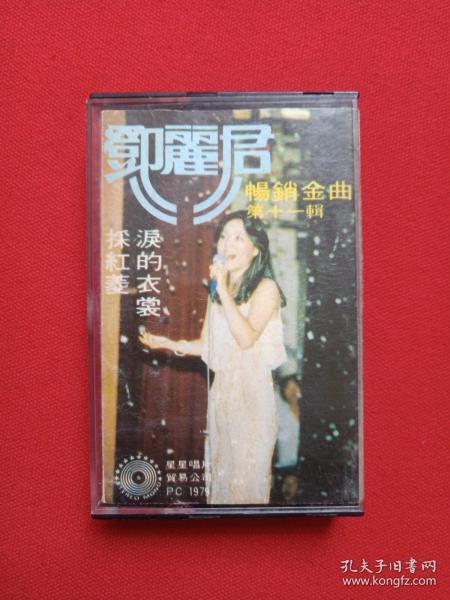 鄧麗君
暢銷金曲
第十一輯
淚的衣裳
採紅菱
星星唱片
貿易公司
PC 1979
孔夫子旧书网
www.kongfz.com